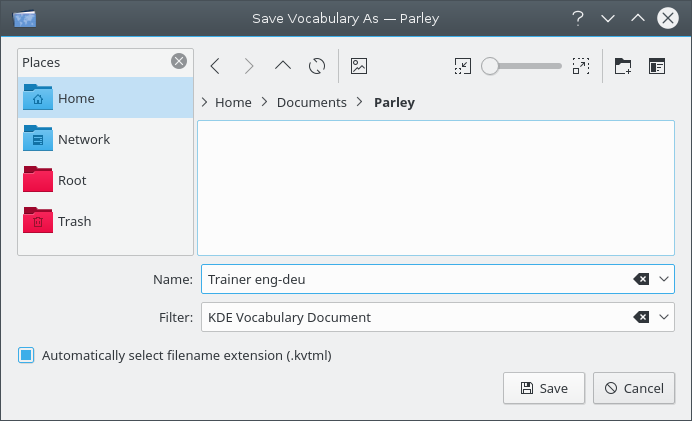 Save Vocabulary As — Parley
Places
Home
Network
Root
Trash
Home Documents Parley
Name: Trainer eng-deu
Filter: KDE Vocabulary Document
Automatically select filename extension (.kvtml)
Save Cancel